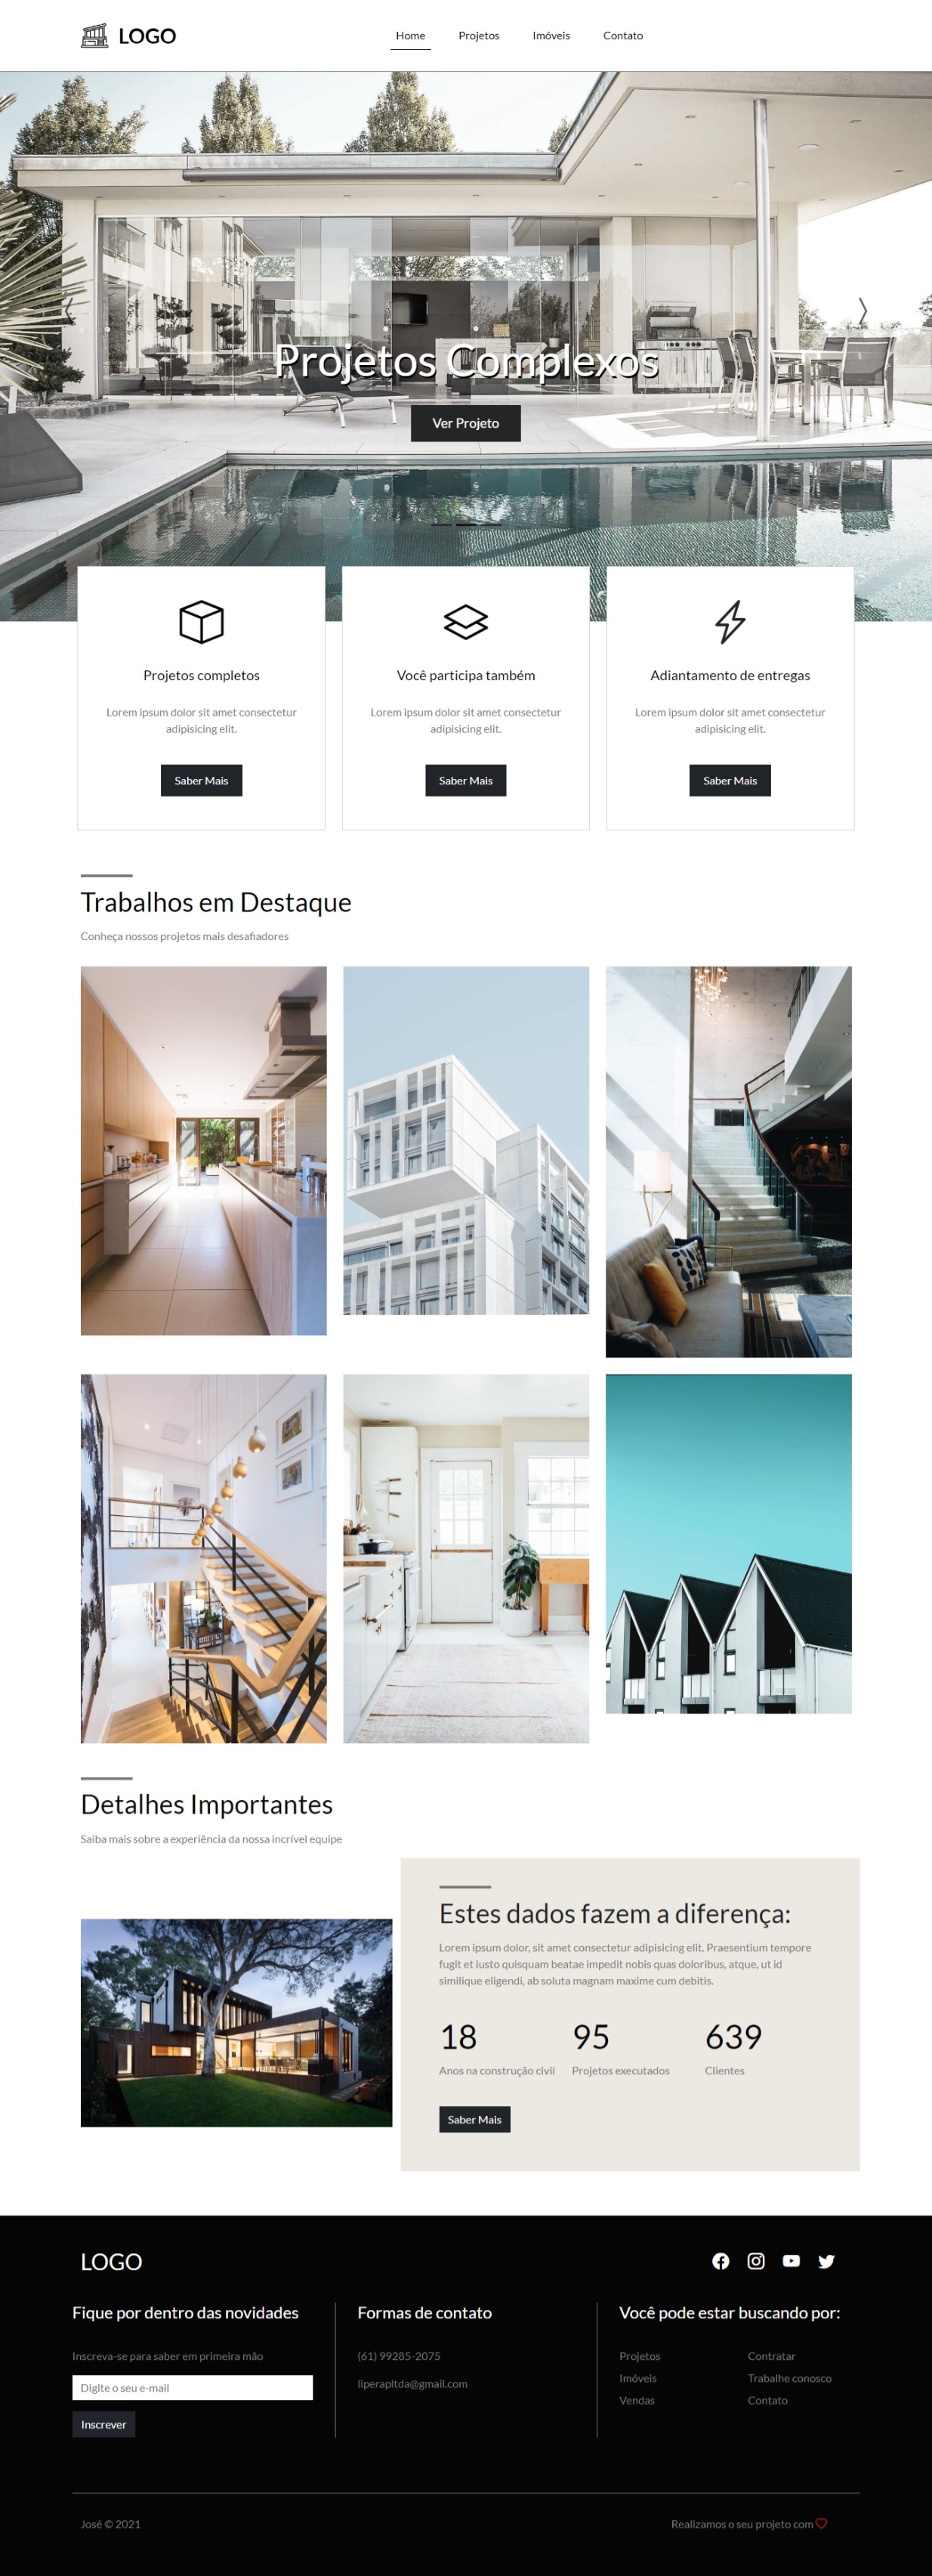 LOGO
Home Projetos Imóveis Contato
Projetos Complexos
Ver Projeto
Projetos completos
Lorem ipsum dolor sit amet consectetur
adipisicing elit.
Saber Mais
Você participa também
Lorem ipsum dolor sit amet consectetur
adipisicing elit.
Saber Mais
Adiantamento de entregas
Lorem ipsum dolor sit amet consectetur
adipisicing elit.
Saber Mais
Trabalhos em Destaque
Conheça nossos projetos mais desafiadores
Detalhes Importantes
Saiba mais sobre a experiência da nossa incrível equipe
Estes dados fazem a diferença:
Lorem ipsum dolor, sit amet consectetur adipisicing elit. Praesentium tempore
fugit et iusto quisquam beatae impedit nobis quas doloribus, atque, ut id
similique eligendi, ab soluta magnam maxime cum debitis.
18
Anos na construção civil
95
Projetos executados
639
Clientes
Saber Mais
LOGO
Fique por dentro das novidades
Inscreva-se para saber em primeira mão
Digite o seu e-mail
Inscrever
Formas de contato
(61) 99285-2075
liperapltda@gmail.com
Você pode estar buscando por:
Projetos
Imóveis
Vendas
Contratar
Trabalhe conosco
Contato
José © 2021
Realizamos o seu projeto com